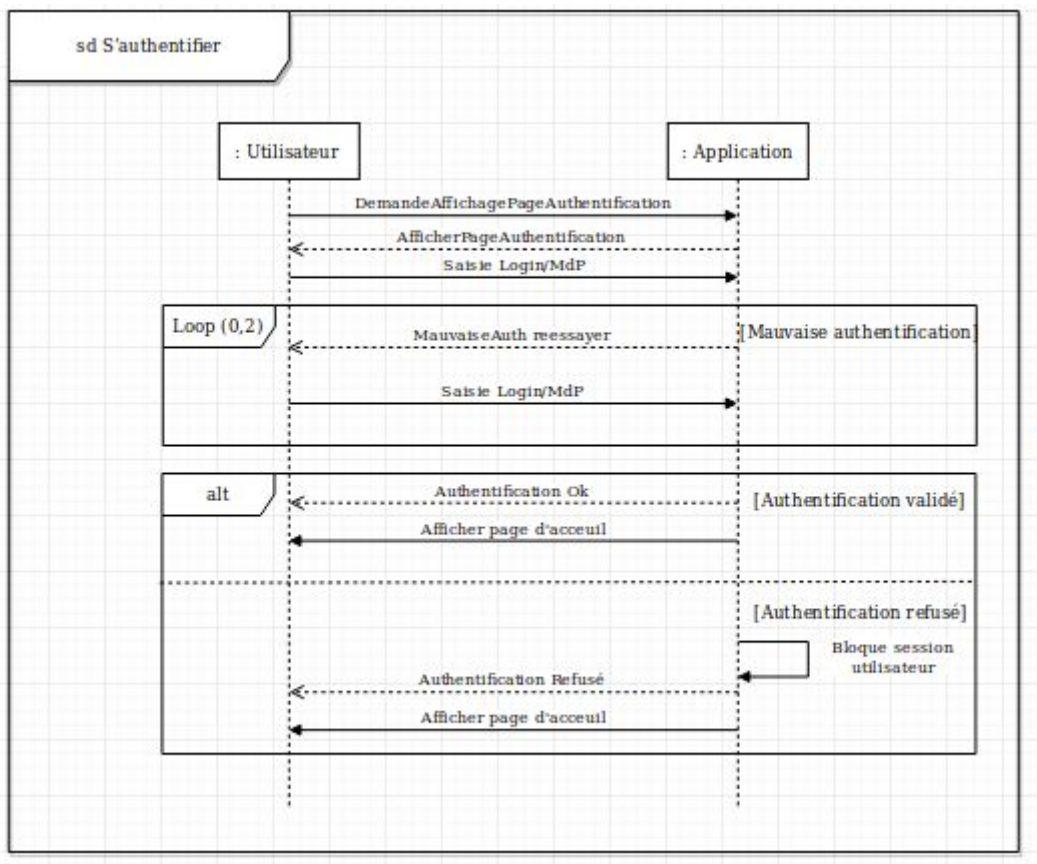 sd S'authentifier
: Utilisateur
: Application
DemandeAffichagePageAuthentification
AfficherPageAuthentification
Saisie Login/MdP
Loop (0,2)
MauvaiseAuth reessayer
[Mauvaise authentification]
Saisie Login/MdP
alt
Authentification Ok
[Authentification validé]
Afficher page d'acceuil
[Authentification refusé]
Bloque session
utilisateur
Authentification Refusé
Afficher page d'acceuil